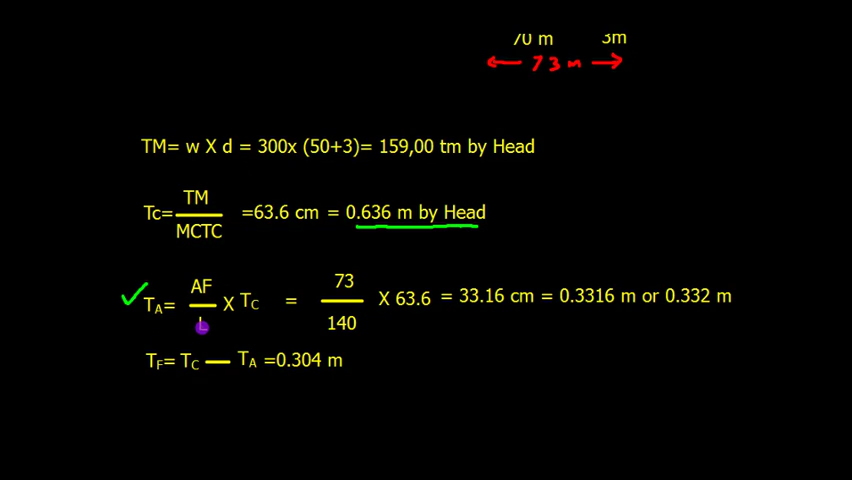 70 m 3m
73 m
TM= w X d = 300x (50+3)= 159,00 tm by Head
Tc= TM / MCTC =63.6 cm = 0.636 m by Head
TA= AF / L X TC = 73 / 140 X 63.6 = 33.16 cm = 0.3316 m or 0.332 m
TF= TC — TA =0.304 m